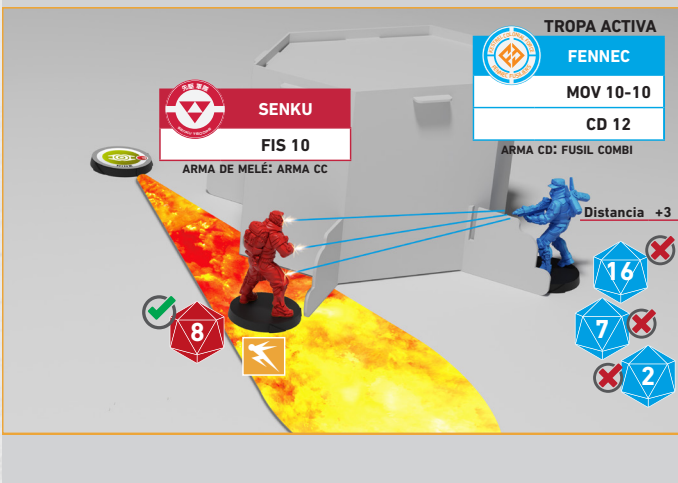 TROPA ACTIVA
FENNEC
MOV 10-10
CD 12
ARMA CD: FUSIL COMBI
SENKU
FIS 10
ARMA DE MELÉ: ARMA CC
Distancia +3
16
7
2
8